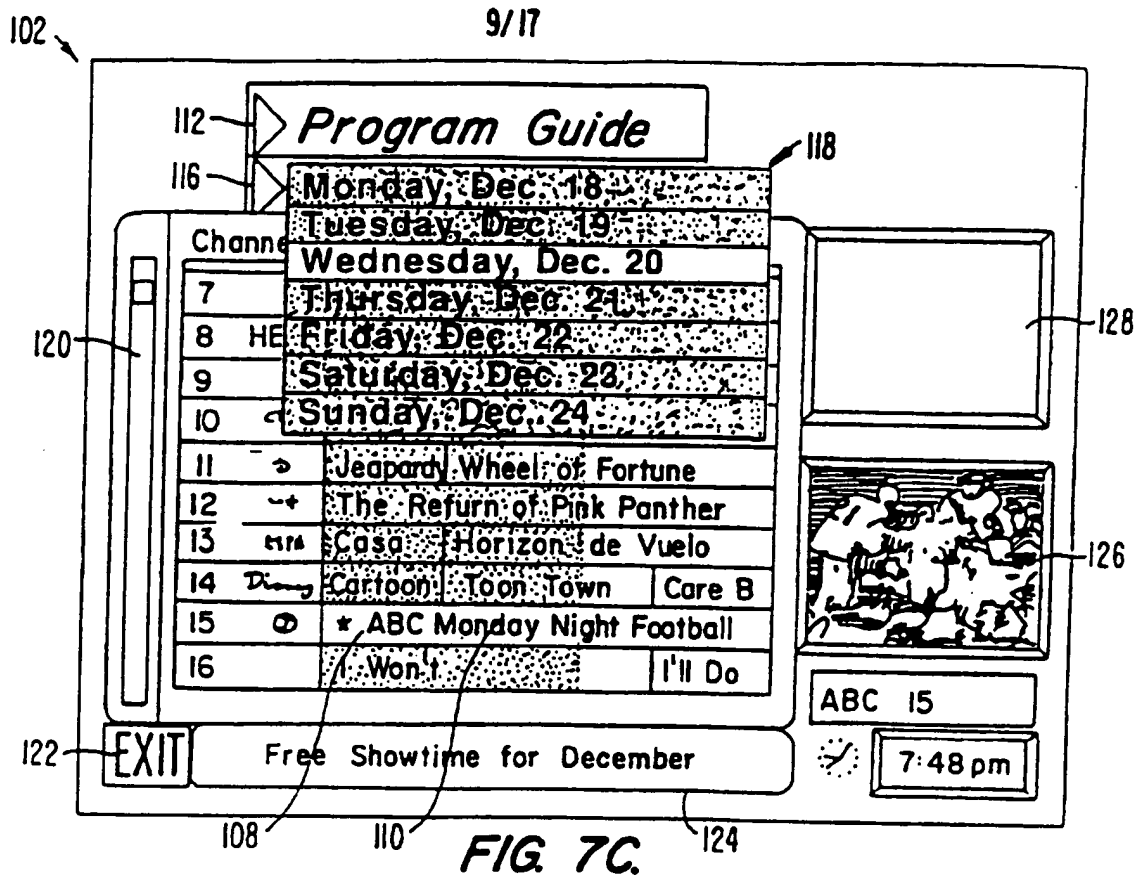 9/17
102
112
Program Guide
118
116
Monday, Dec. 18
Tuesday, Dec. 19
Channe
Wednesday, Dec. 20
7
Thursday, Dec 21
128
8 HE Friday, Dec. 22
120
9
Saturday, Dec. 23
10
Sunday, Dec. 24
11 Jeapardy Wheel of Fortune
12 The Return of Pink Panther
13 Casa Horizon de Vuelo
126
14 Cartoon Toon Town Care B
15 * ABC Monday Night Football
16 I Won't I'll Do
ABC 15
122
EXIT Free Showtime for December
7:48 pm
108 110 124
FIG. 7C.